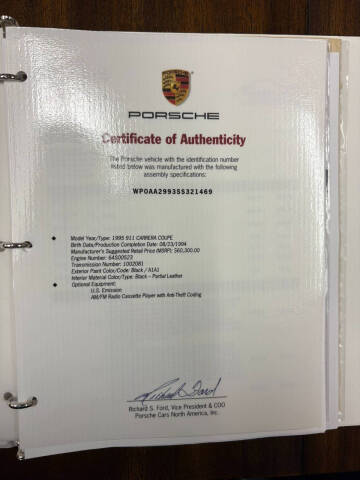 PORSCHE
Certificate of Authenticity
The Porsche vehicle with the identification number
listed below was manufactured with the following
assembly specifications:
WP0AA2993SS321469
Model Year/Type: 1995 911 CARRERA COUPE
Birth Date/Production Completion Date: 08/23/1994
Manufacturer's Suggested Retail Price (MSRP): $60,300.00
Engine Number: 64S00523
Transmission Number: 1002081
Exterior Paint Color/Code: Black / A1A1
Interior Material Color/Type: Black – Partial Leather
Optional Equipment:
U.S. Emission
AM/FM Radio Cassette Player with Anti-Theft Coding
Richard S. Ford
Richard S. Ford, Vice President & COO
Porsche Cars North America, Inc.